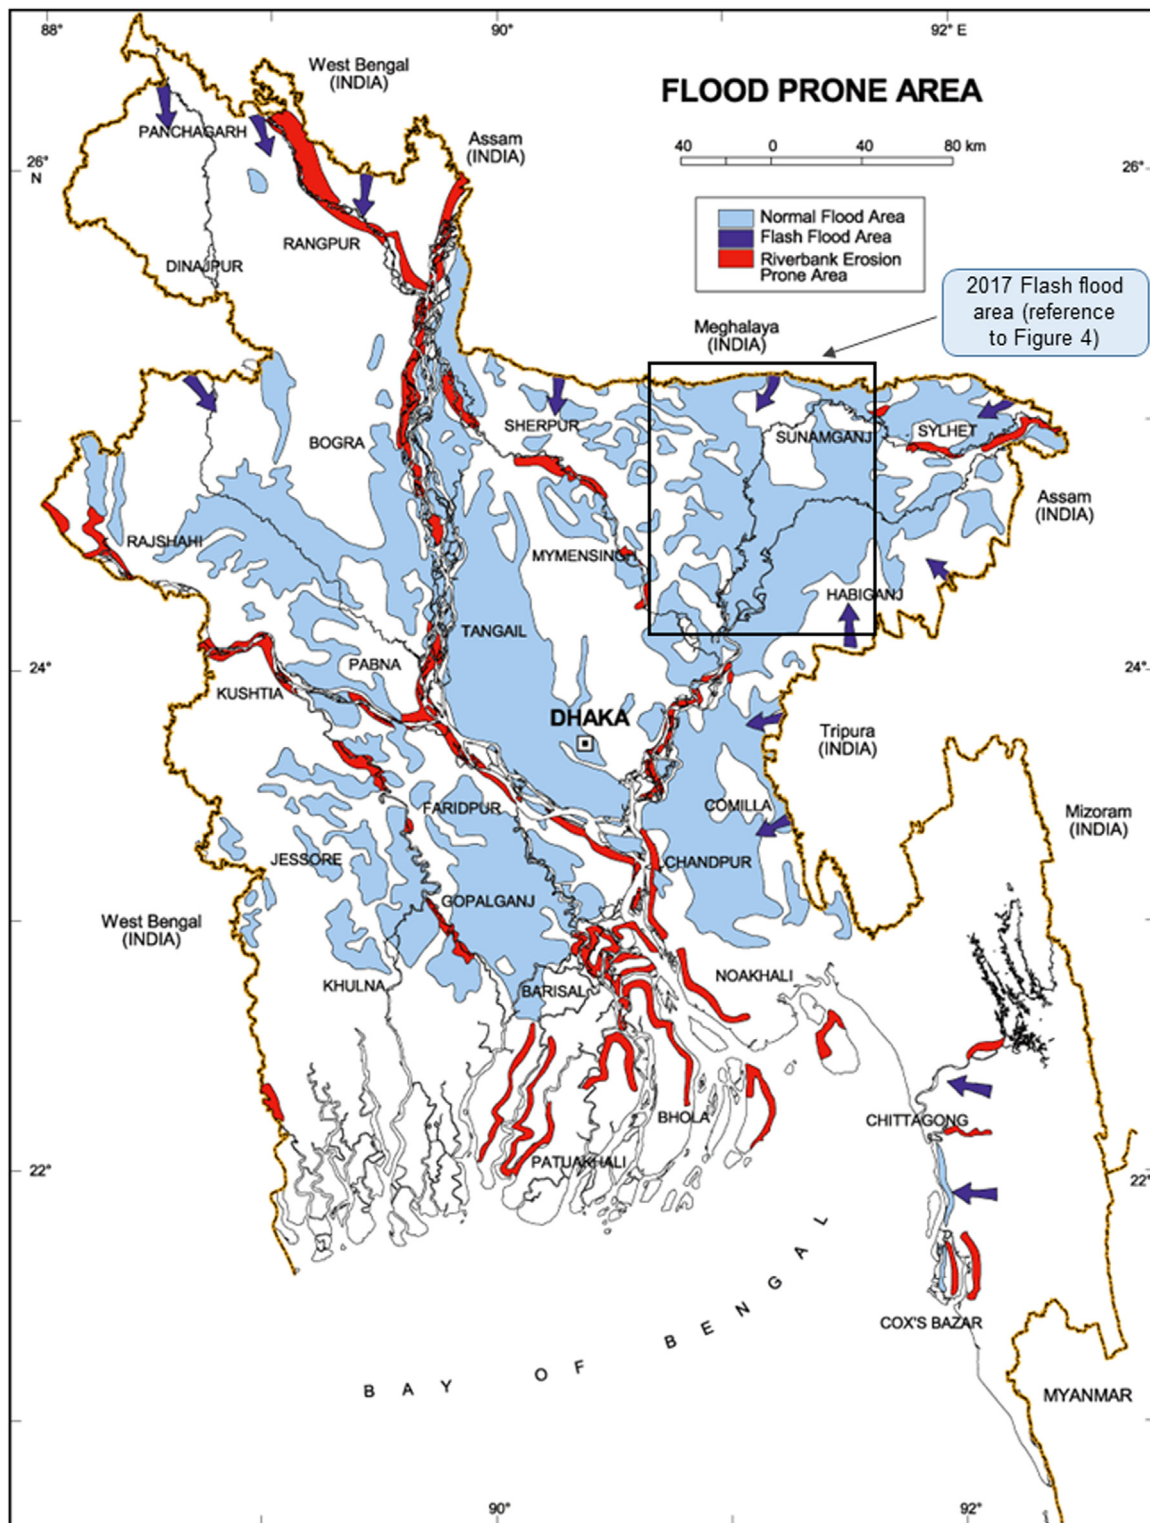 88°
90°
92° E
West Bengal
(INDIA)
FLOOD PRONE AREA
PANCHAGARH
Assam
(INDIA)
40
0
40
80 km
26°
N
26°
Normal Flood Area
Flash Flood Area
Riverbank Erosion
Prone Area
RANGPUR
DINAJPUR
2017 Flash flood
area (reference
to Figure 4)
Meghalaya
(INDIA)
SHERPUR
BOGRA
SUNAMGANJ
SYLHET
Assam
(INDIA)
RAJSHAHI
MYMENSINGH
HABIGANJ
TANGAIL
24°
PABNA
24°
KUSHTIA
DHAKA
Tripura
(INDIA)
FARIDPUR
COMILLA
Mizoram
(INDIA)
JESSORE
CHANDPUR
GOPALGANJ
West Bengal
(INDIA)
NOAKHALI
KHULNA
BARISAL
BHOLA
CHITTAGONG
PATUAKHALI
22°
22°
COX'S BAZAR
BAY OF BENGAL
MYANMAR
90°
92°